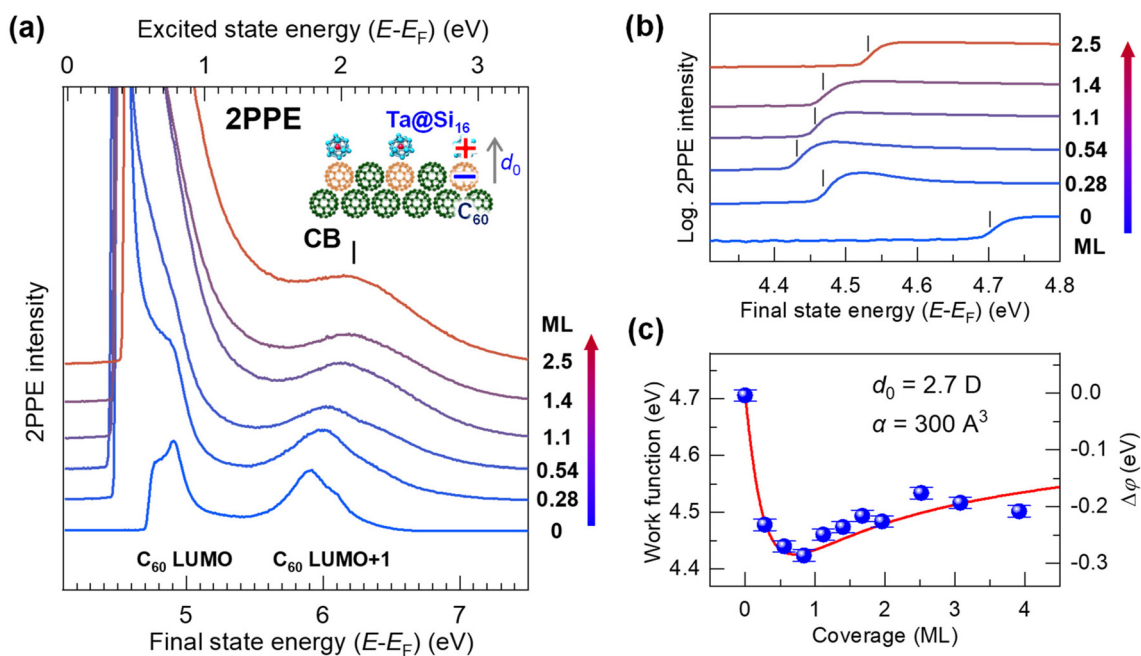 (a)
Excited state energy (E-E_F) (eV)
0 1 2 3
2PPE
Ta@Si₁₆
+
−
d₀
C₆₀
CB
2PPE intensity
ML
2.5
1.4
1.1
0.54
0.28
0
C₆₀ LUMO C₆₀ LUMO+1
5 6 7
Final state energy (E-E_F) (eV)
(b)
Log. 2PPE intensity
2.5
1.4
1.1
0.54
0.28
0
ML
4.4 4.5 4.6 4.7 4.8
Final state energy (E-E_F) (eV)
(c)
Work function (eV)
4.7
4.6
4.5
4.4
d₀ = 2.7 D
α = 300 A³
0.0
-0.1
-0.2
-0.3
Δφ (eV)
0 1 2 3 4
Coverage (ML)